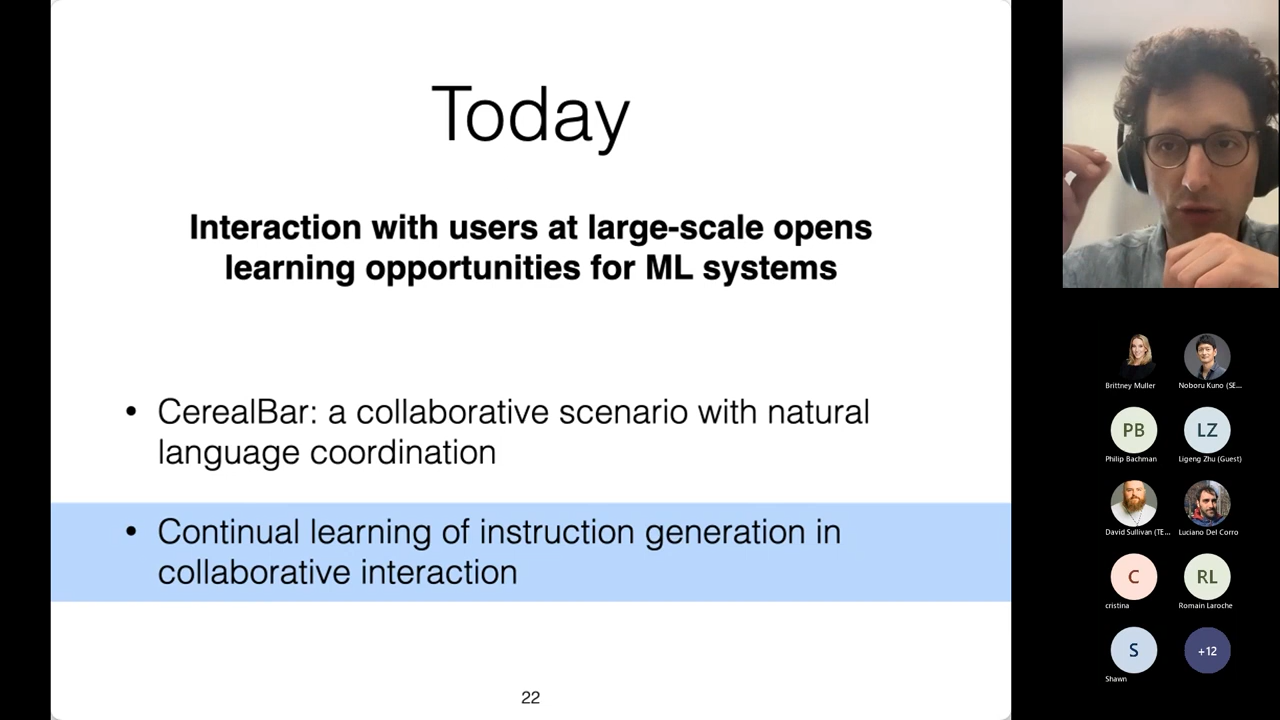 Today
Interaction with users at large-scale opens
learning opportunities for ML systems
• CerealBar: a collaborative scenario with natural
language coordination
• Continual learning of instruction generation in
collaborative interaction
22
Brittney Muller
Noboru Kuno (SE...
PB
Philip Bachman
LZ
Ligeng Zhu (Guest)
David Sullivan (TE...
Luciano Del Corro
C
cristina
RL
Romain Laroche
S
Shawn
+12